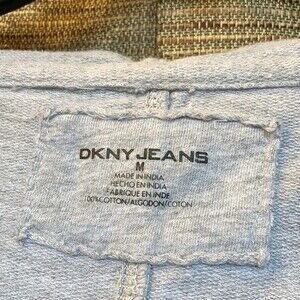 DKNY JEANS
M
MADE IN INDIA
HECHO EN INDIA
FABRIQUE EN INDE
100%COTTON/ALGODON/COTON